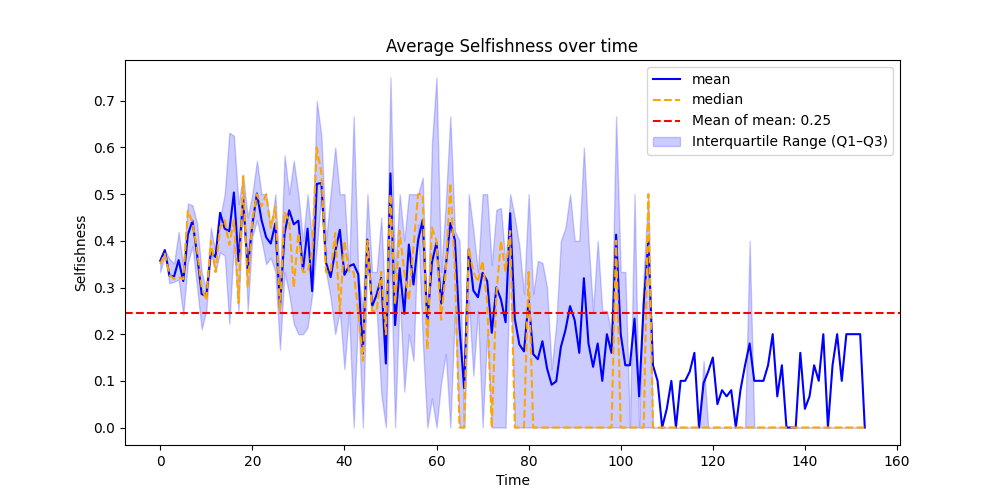 Average Selfishness over time
mean
median
Mean of mean: 0.25
Interquartile Range (Q1–Q3)
Selfishness
0.7
0.6
0.5
0.4
0.3
0.2
0.1
0.0
0 20 40 60 80 100 120 140 160
Time